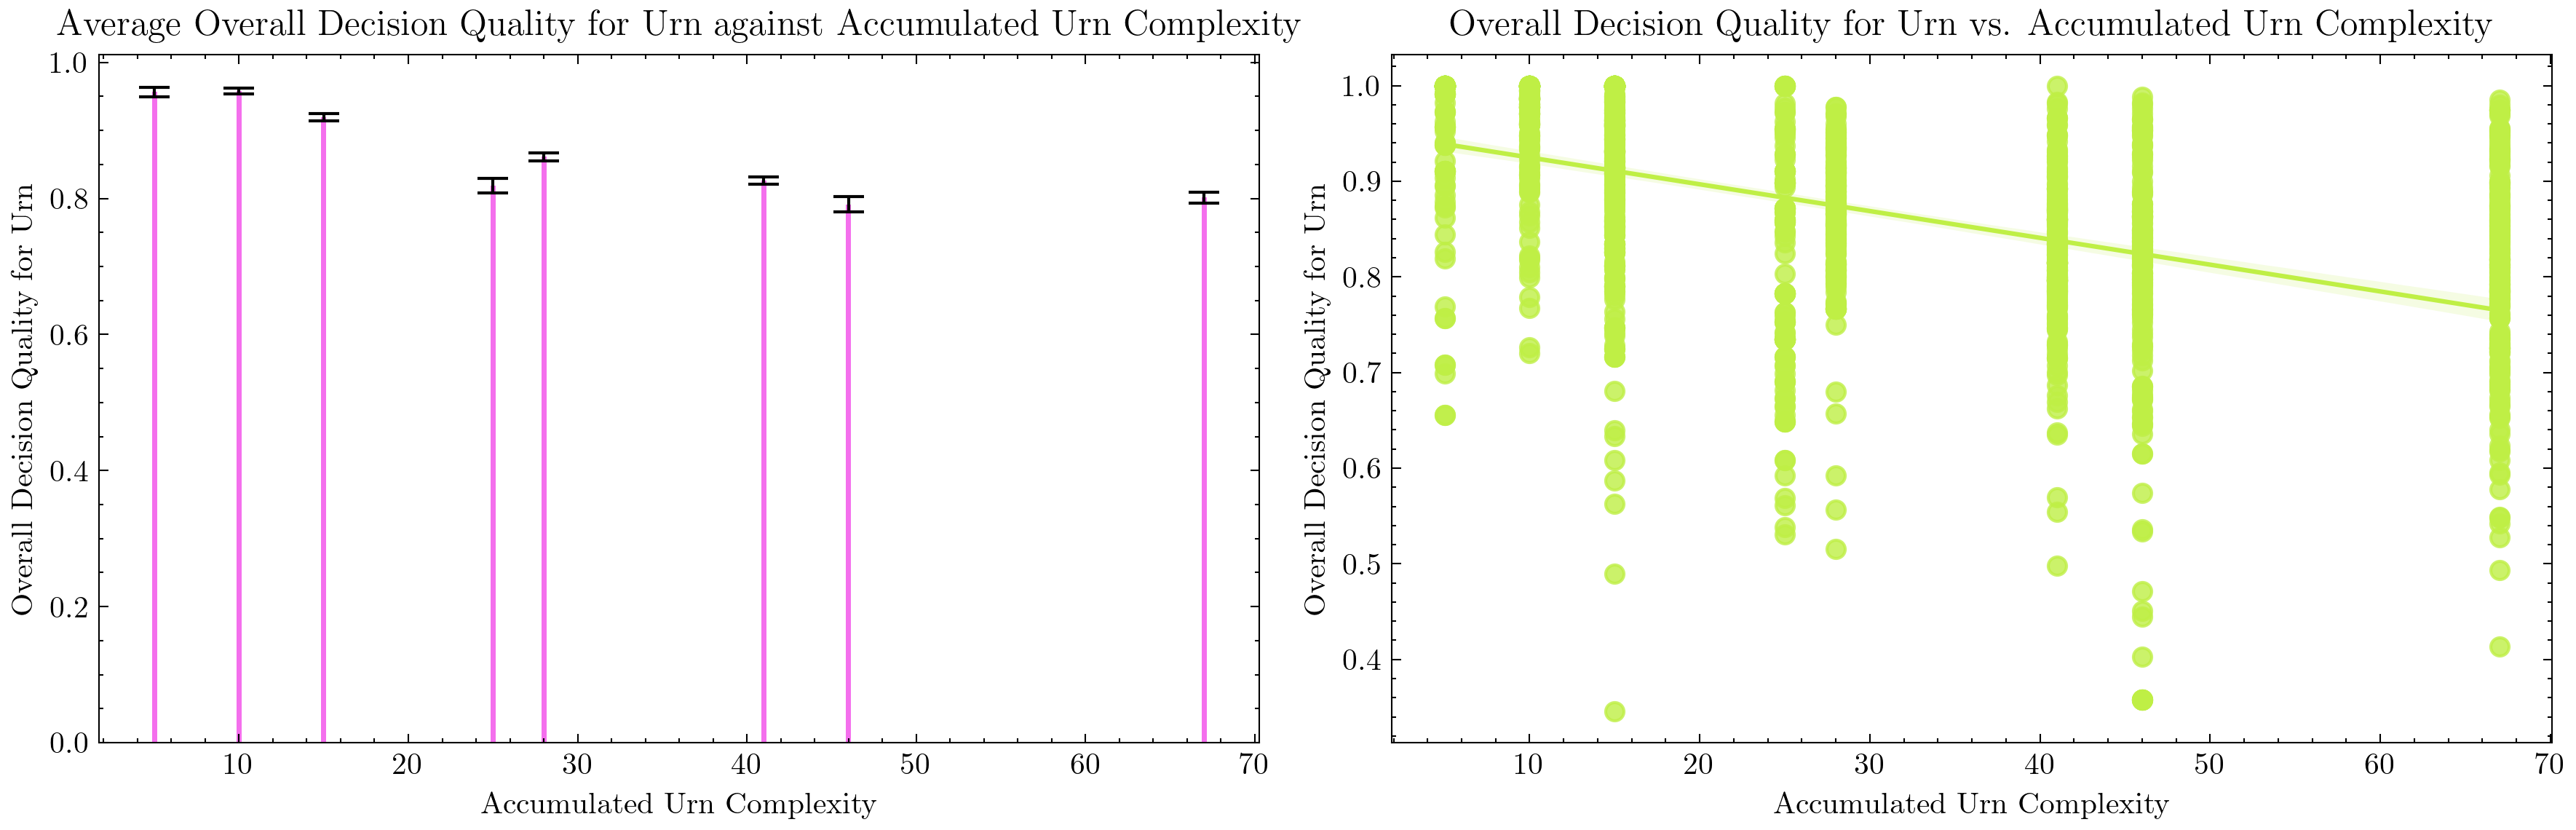 Average Overall Decision Quality for Urn against Accumulated Urn Complexity
Overall Decision Quality for Urn
1.0
0.8
0.6
0.4
0.2
0.0
10 20 30 40 50 60 70
Accumulated Urn Complexity
Overall Decision Quality for Urn vs. Accumulated Urn Complexity
Overall Decision Quality for Urn
1.0
0.9
0.8
0.7
0.6
0.5
0.4
10 20 30 40 50 60 70
Accumulated Urn Complexity